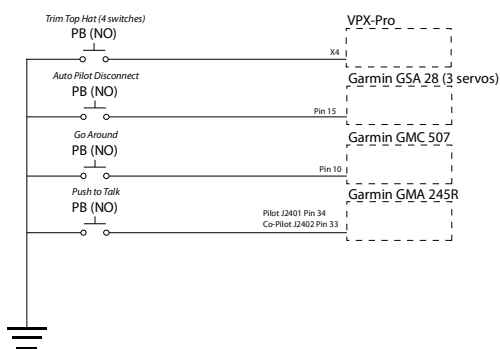 Trim Top Hat (4 switches)
PB (NO)
X4
VPX-Pro
Auto Pilot Disconnect
PB (NO)
Pin 15
Garmin GSA 28 (3 servos)
Go Around
PB (NO)
Pin 10
Garmin GMC 507
Push to Talk
PB (NO)
Pilot J2401 Pin 34
Co-Pilot J2402 Pin 33
Garmin GMA 245R